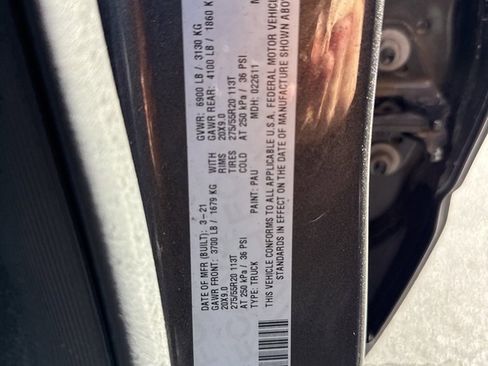 DATE OF MFR (BUILT): 3-21 GVWR: 6900 LB / 3130 KG
GAWR FRONT: 3700 LB / 1679 KG WITH GAWR REAR: 4100 LB / 1860 K
20X9.0 RIMS 20X9.0
275/55R20 113T TIRES 275/55R20 113T
AT 250 kPa / 36 PSI COLD AT 250 kPa / 36 PSI
TYPE: TRUCK PAINT: PAU MDH: 022611
THIS VEHICLE CONFORMS TO ALL APPLICABLE U.S.A. FEDERAL MOTOR VEHICL
STANDARDS IN EFFECT ON THE DATE OF MANUFACTURE SHOWN ABOV